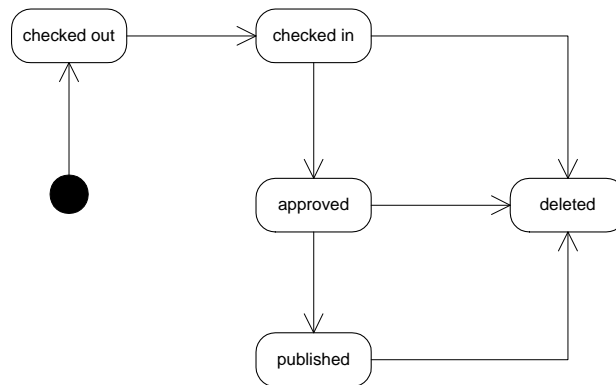 checked out
checked in
approved
deleted
published